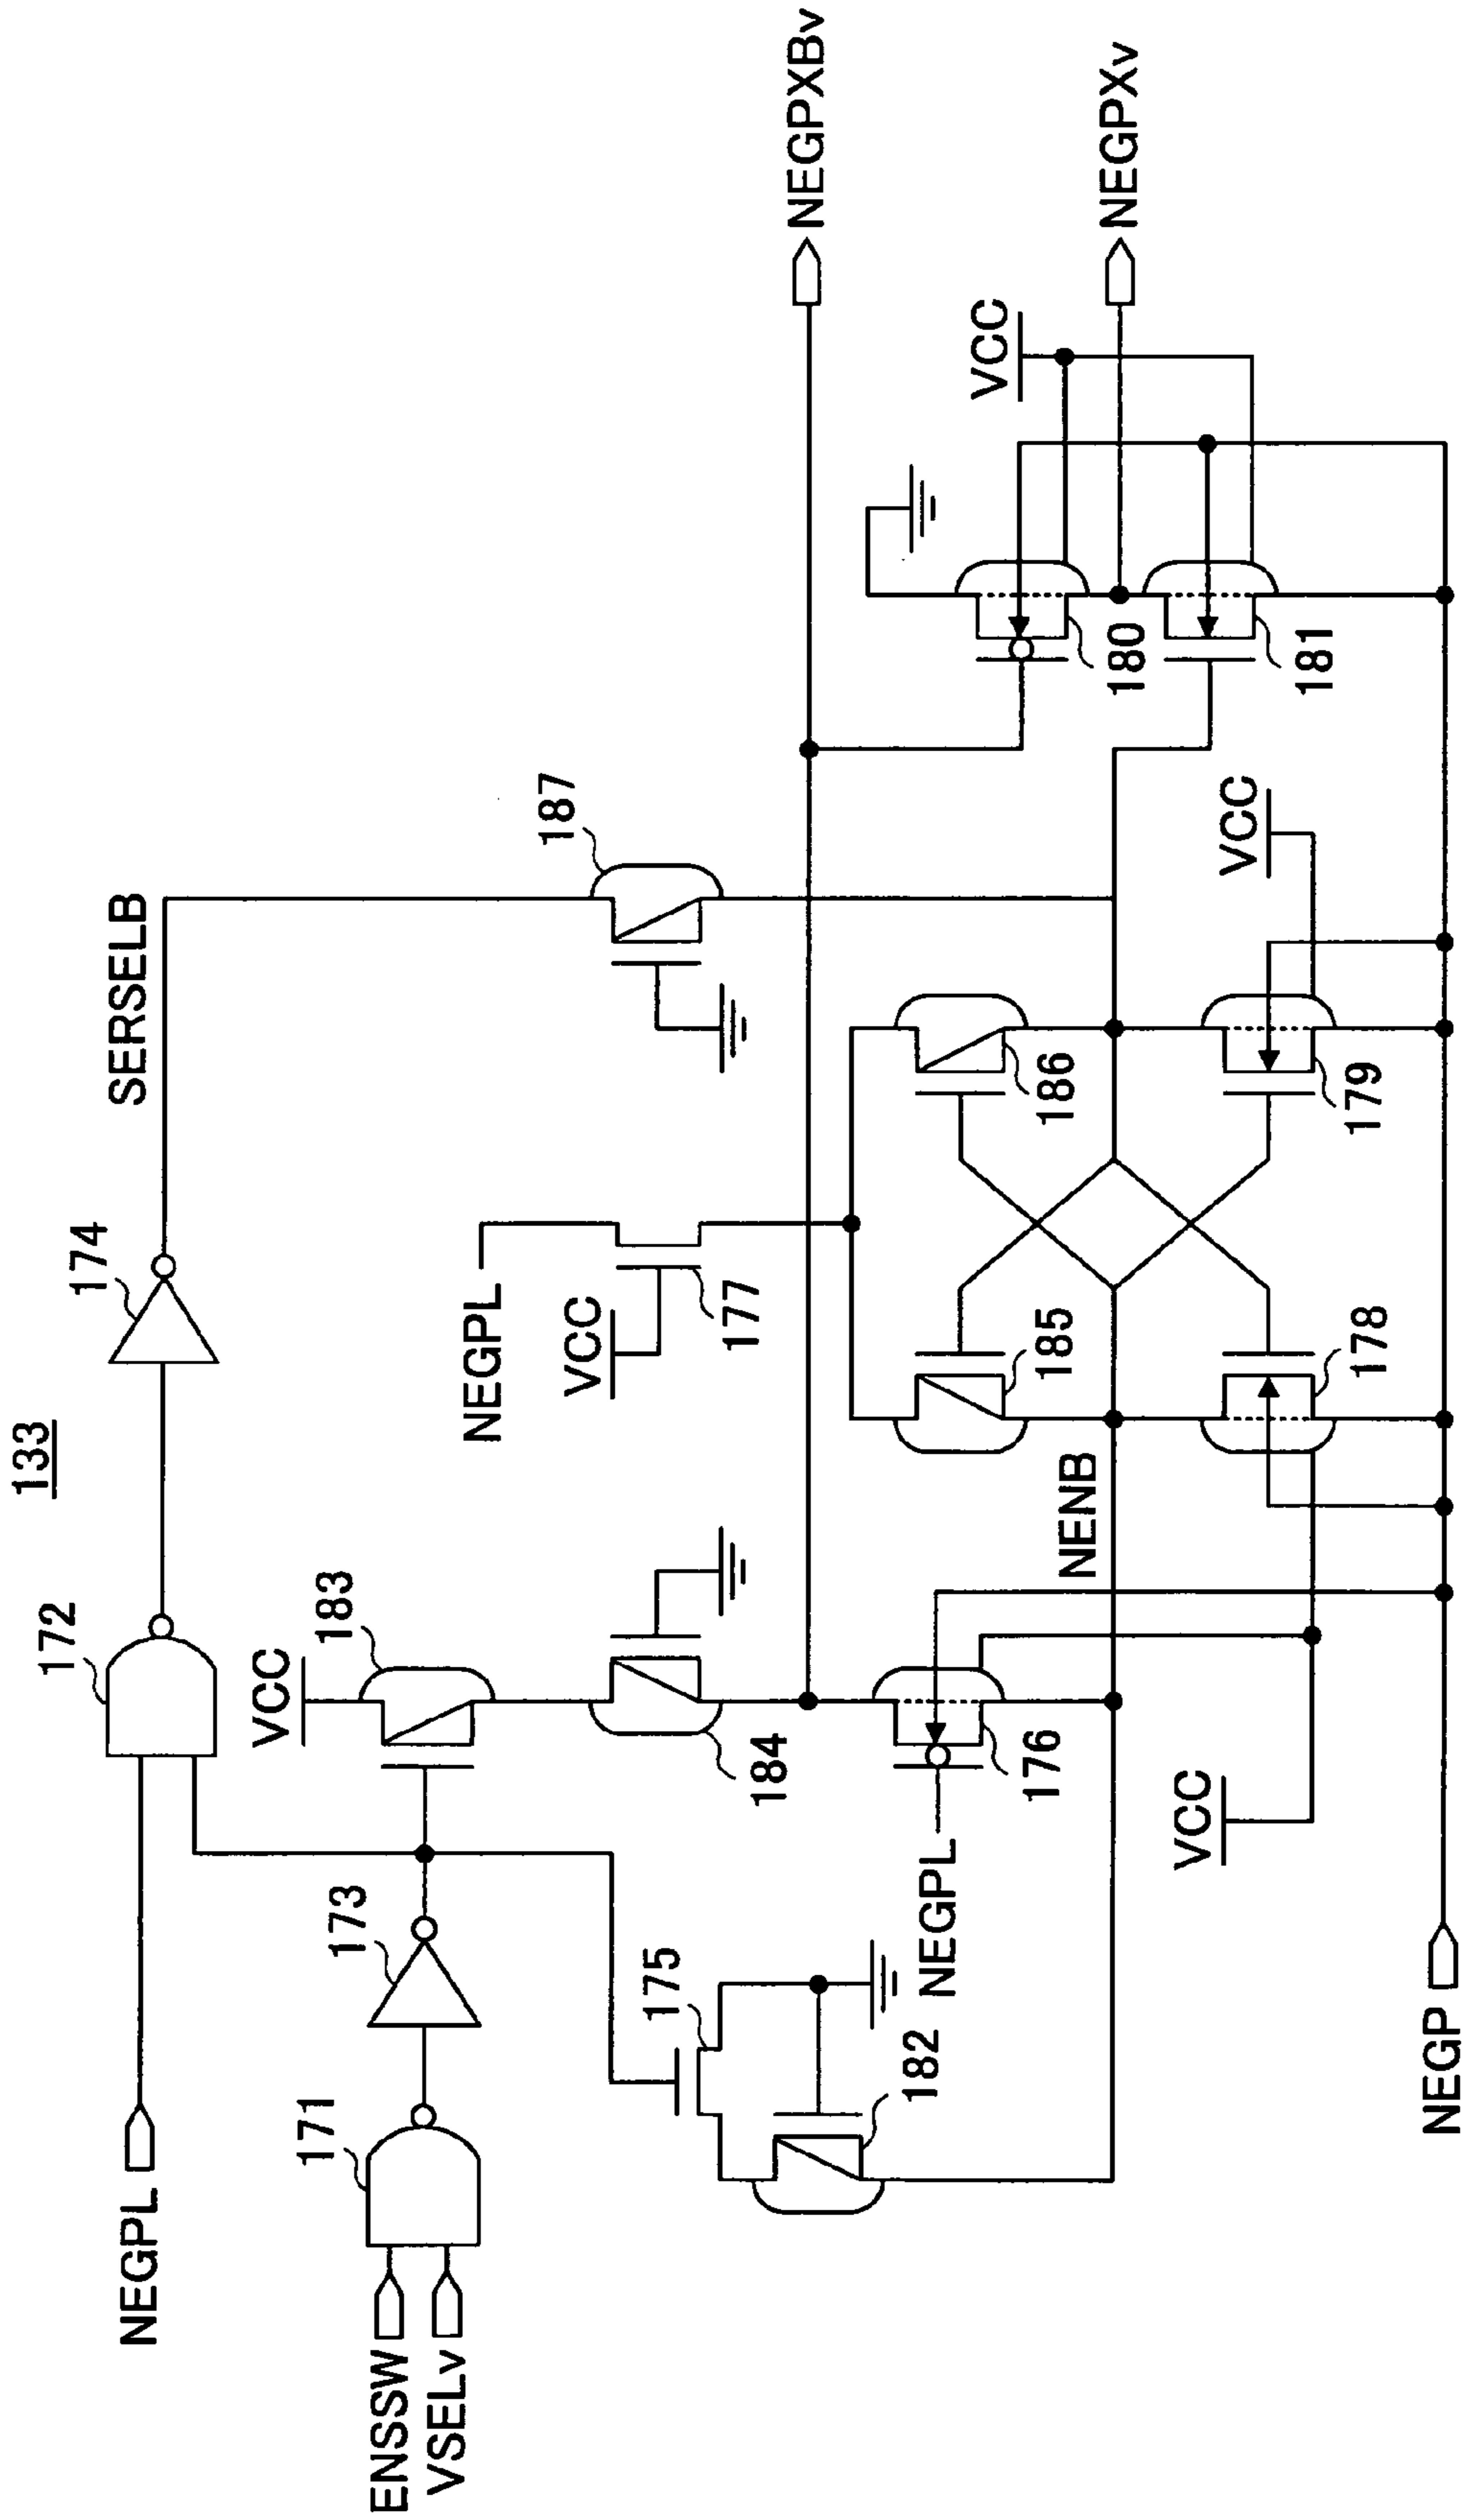 133
NEGPL
172
174
SERSELB
ENSSW
VSELv
171
173
VCC
183
187
NEGPL
VCC
177
175
182
184
NEGPXBv
NEGPL
176
NENB
185
186
VCC
NEGPXv
180
181
VCC
178
179
VCC
NEGP